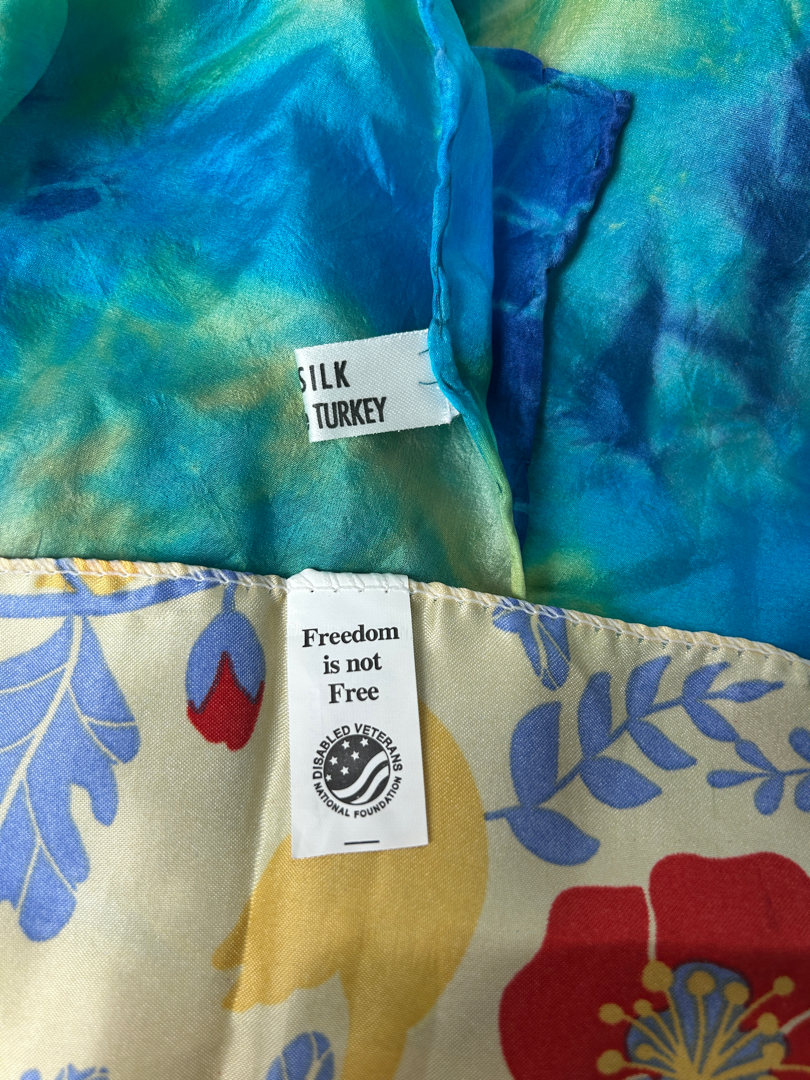 SILK
TURKEY
Freedom
is not
Free
DISABLED VETERANS
NATIONAL FOUNDATION